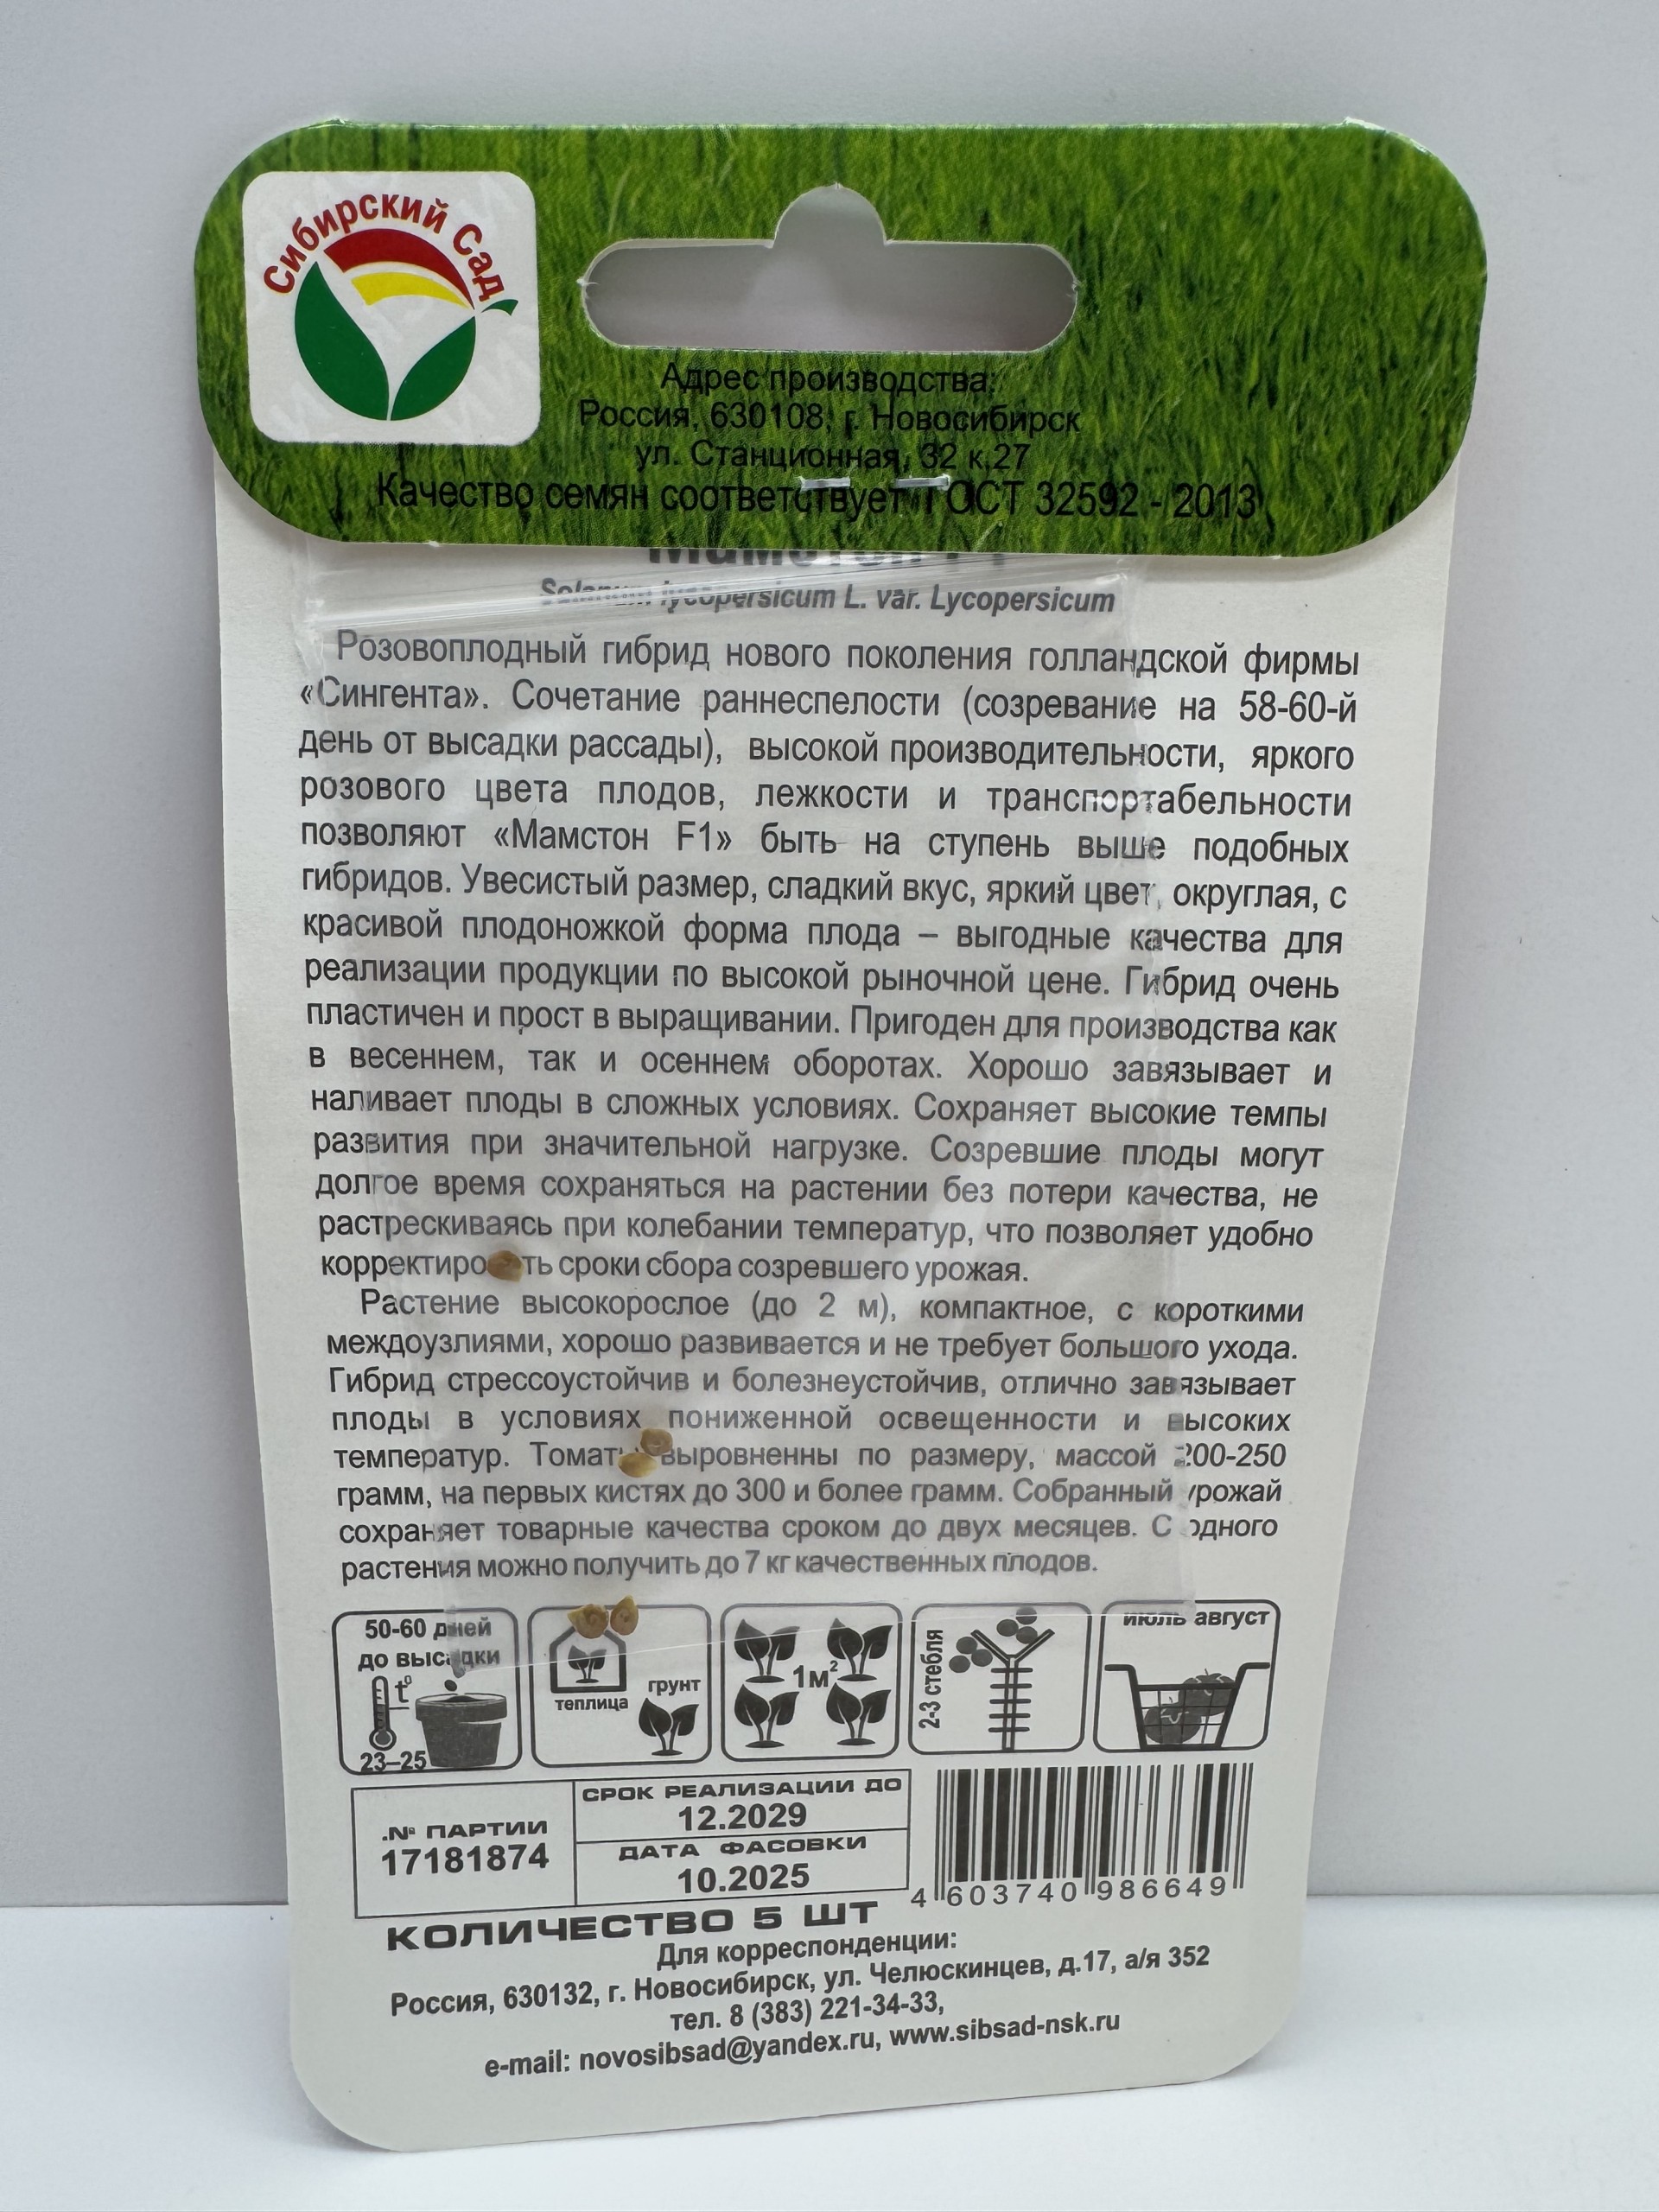 Сибирский Сад
Адрес производства:
Россия, 630108, г. Новосибирск
ул. Станционная, 32 к.27
Качество семян соответствует ГОСТ 32592 - 2013
Solanum lycopersicum L. var. Lycopersicum
Розовоплодный гибрид нового поколения голландской фирмы
«Сингента». Сочетание раннеспелости (созревание на 58-60-й
день от высадки рассады), высокой производительности, яркого
розового цвета плодов, лежкости и транспортабельности
позволяют «Мамстон F1» быть на ступень выше подобных
гибридов. Увесистый размер, сладкий вкус, яркий цвет, округлая, с
красивой плодоножкой форма плода – выгодные качества для
реализации продукции по высокой рыночной цене. Гибрид очень
пластичен и прост в выращивании. Пригоден для производства как
в весеннем, так и осеннем оборотах. Хорошо завязывает и
наливает плоды в сложных условиях. Сохраняет высокие темпы
развития при значительной нагрузке. Созревшие плоды могут
долгое время сохраняться на растении без потери качества, не
растрескиваясь при колебании температур, что позволяет удобно
корректировать сроки сбора созревшего урожая.
Растение высокорослое (до 2 м), компактное, с короткими
междоузлиями, хорошо развивается и не требует большого ухода.
Гибрид стрессоустойчив и болезнеустойчив, отлично завязывает
плоды в условиях пониженной освещенности и высоких
температур. Томаты выровненны по размеру, массой 200-250
грамм, на первых кистях до 300 и более грамм. Собранный урожай
сохраняет товарные качества сроком до двух месяцев. С одного
растения можно получить до 7 кг качественных плодов.
50-60 дней
до высадки
t°
23–25
теплица
грунт
1м²
2-3 стебля
июль август
.№ ПАРТИИ
17181874
СРОК РЕАЛИЗАЦИИ ДО
12.2029
ДАТА ФАСОВКИ
10.2025
4 603740 986649
КОЛИЧЕСТВО 5 ШТ
Для корреспонденции:
Россия, 630132, г. Новосибирск, ул. Челюскинцев, д.17, а/я 352
тел. 8 (383) 221-34-33,
e-mail: novosibsad@yandex.ru, www.sibsad-nsk.ru